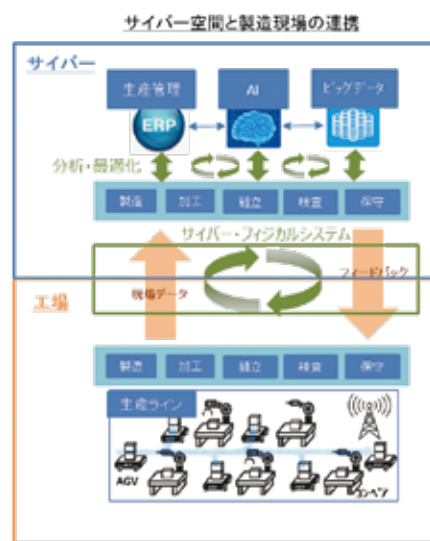 サイバー空間と製造現場の連携
サイバー
生産管理 AI ビッグデータ
ERP
分析・最適化
製造 加工 組立 検査 保守
サイバー・フィジカルシステム
現場データ フィードバック
工場
製造 加工 組立 検査 保守
生産ライン
AGV コンベア